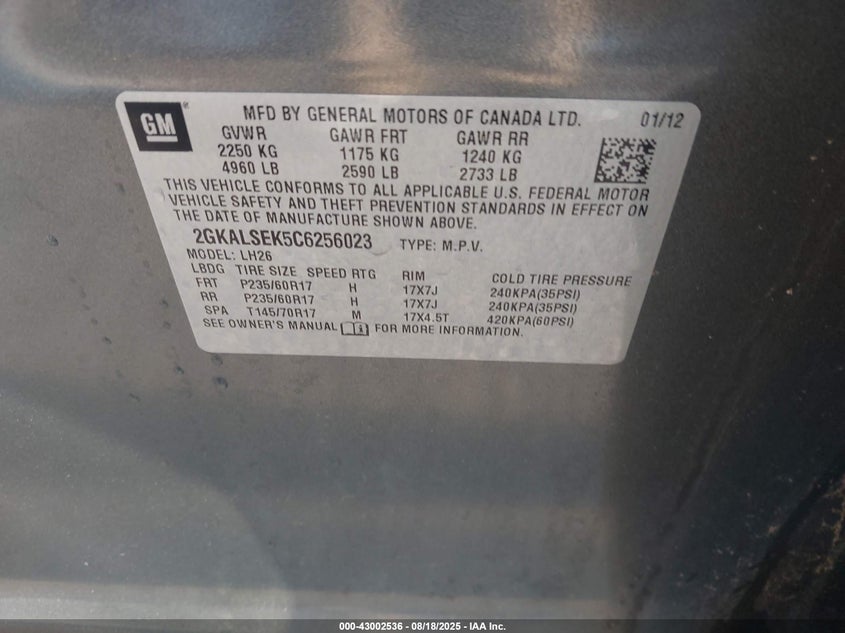 GM
MFD BY GENERAL MOTORS OF CANADA LTD. 01/12
GVWR GAWR FRT GAWR RR
2250 KG 1175 KG 1240 KG
4960 LB 2590 LB 2733 LB
THIS VEHICLE CONFORMS TO ALL APPLICABLE U.S. FEDERAL MOTOR
VEHICLE SAFETY AND THEFT PREVENTION STANDARDS IN EFFECT ON
THE DATE OF MANUFACTURE SHOWN ABOVE.
2GKALSEK5C6256023 TYPE: M.P.V.
MODEL: LH26
LBDG TIRE SIZE SPEED RTG RIM COLD TIRE PRESSURE
FRT P235/60R17 H 17X7J 240KPA(35PSI)
RR P235/60R17 H 17X7J 240KPA(35PSI)
SPA T145/70R17 M 17X4.5T 420KPA(60PSI)
SEE OWNER'S MANUAL FOR MORE INFORMATION.
000-43002536 - 08/18/2025 - IAA Inc.